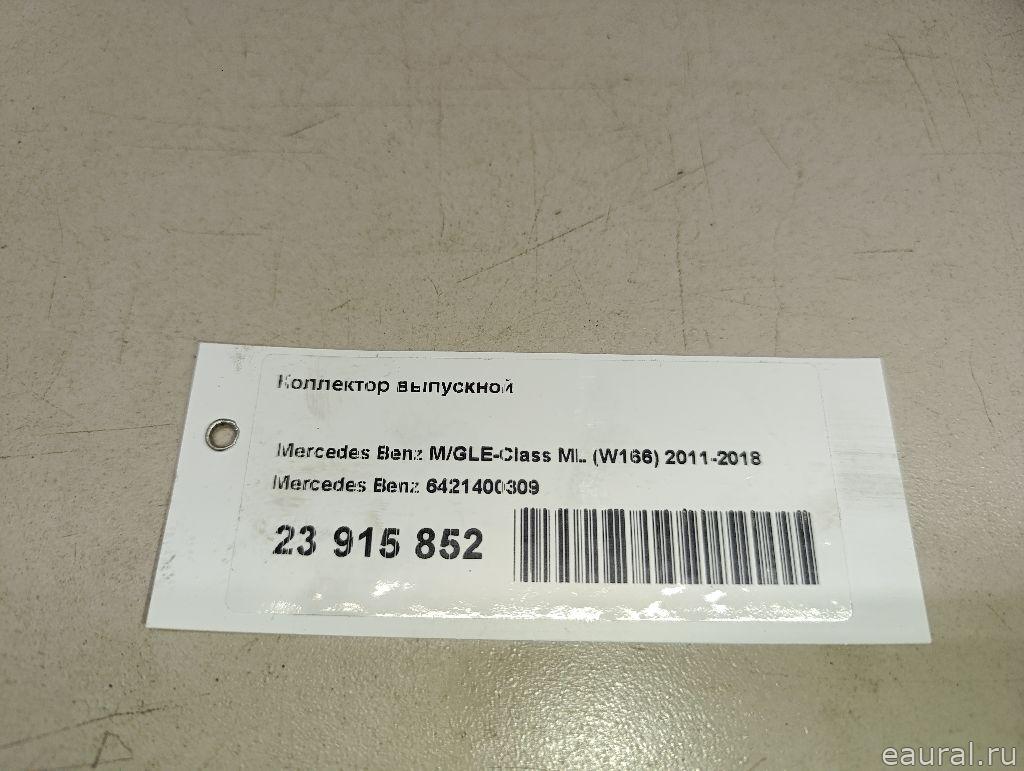 Коллектор выпускной
Mercedes Benz M/GLE-Class ML (W166) 2011-2018
Mercedes Benz 6421400309
23 915 852
eaural.ru